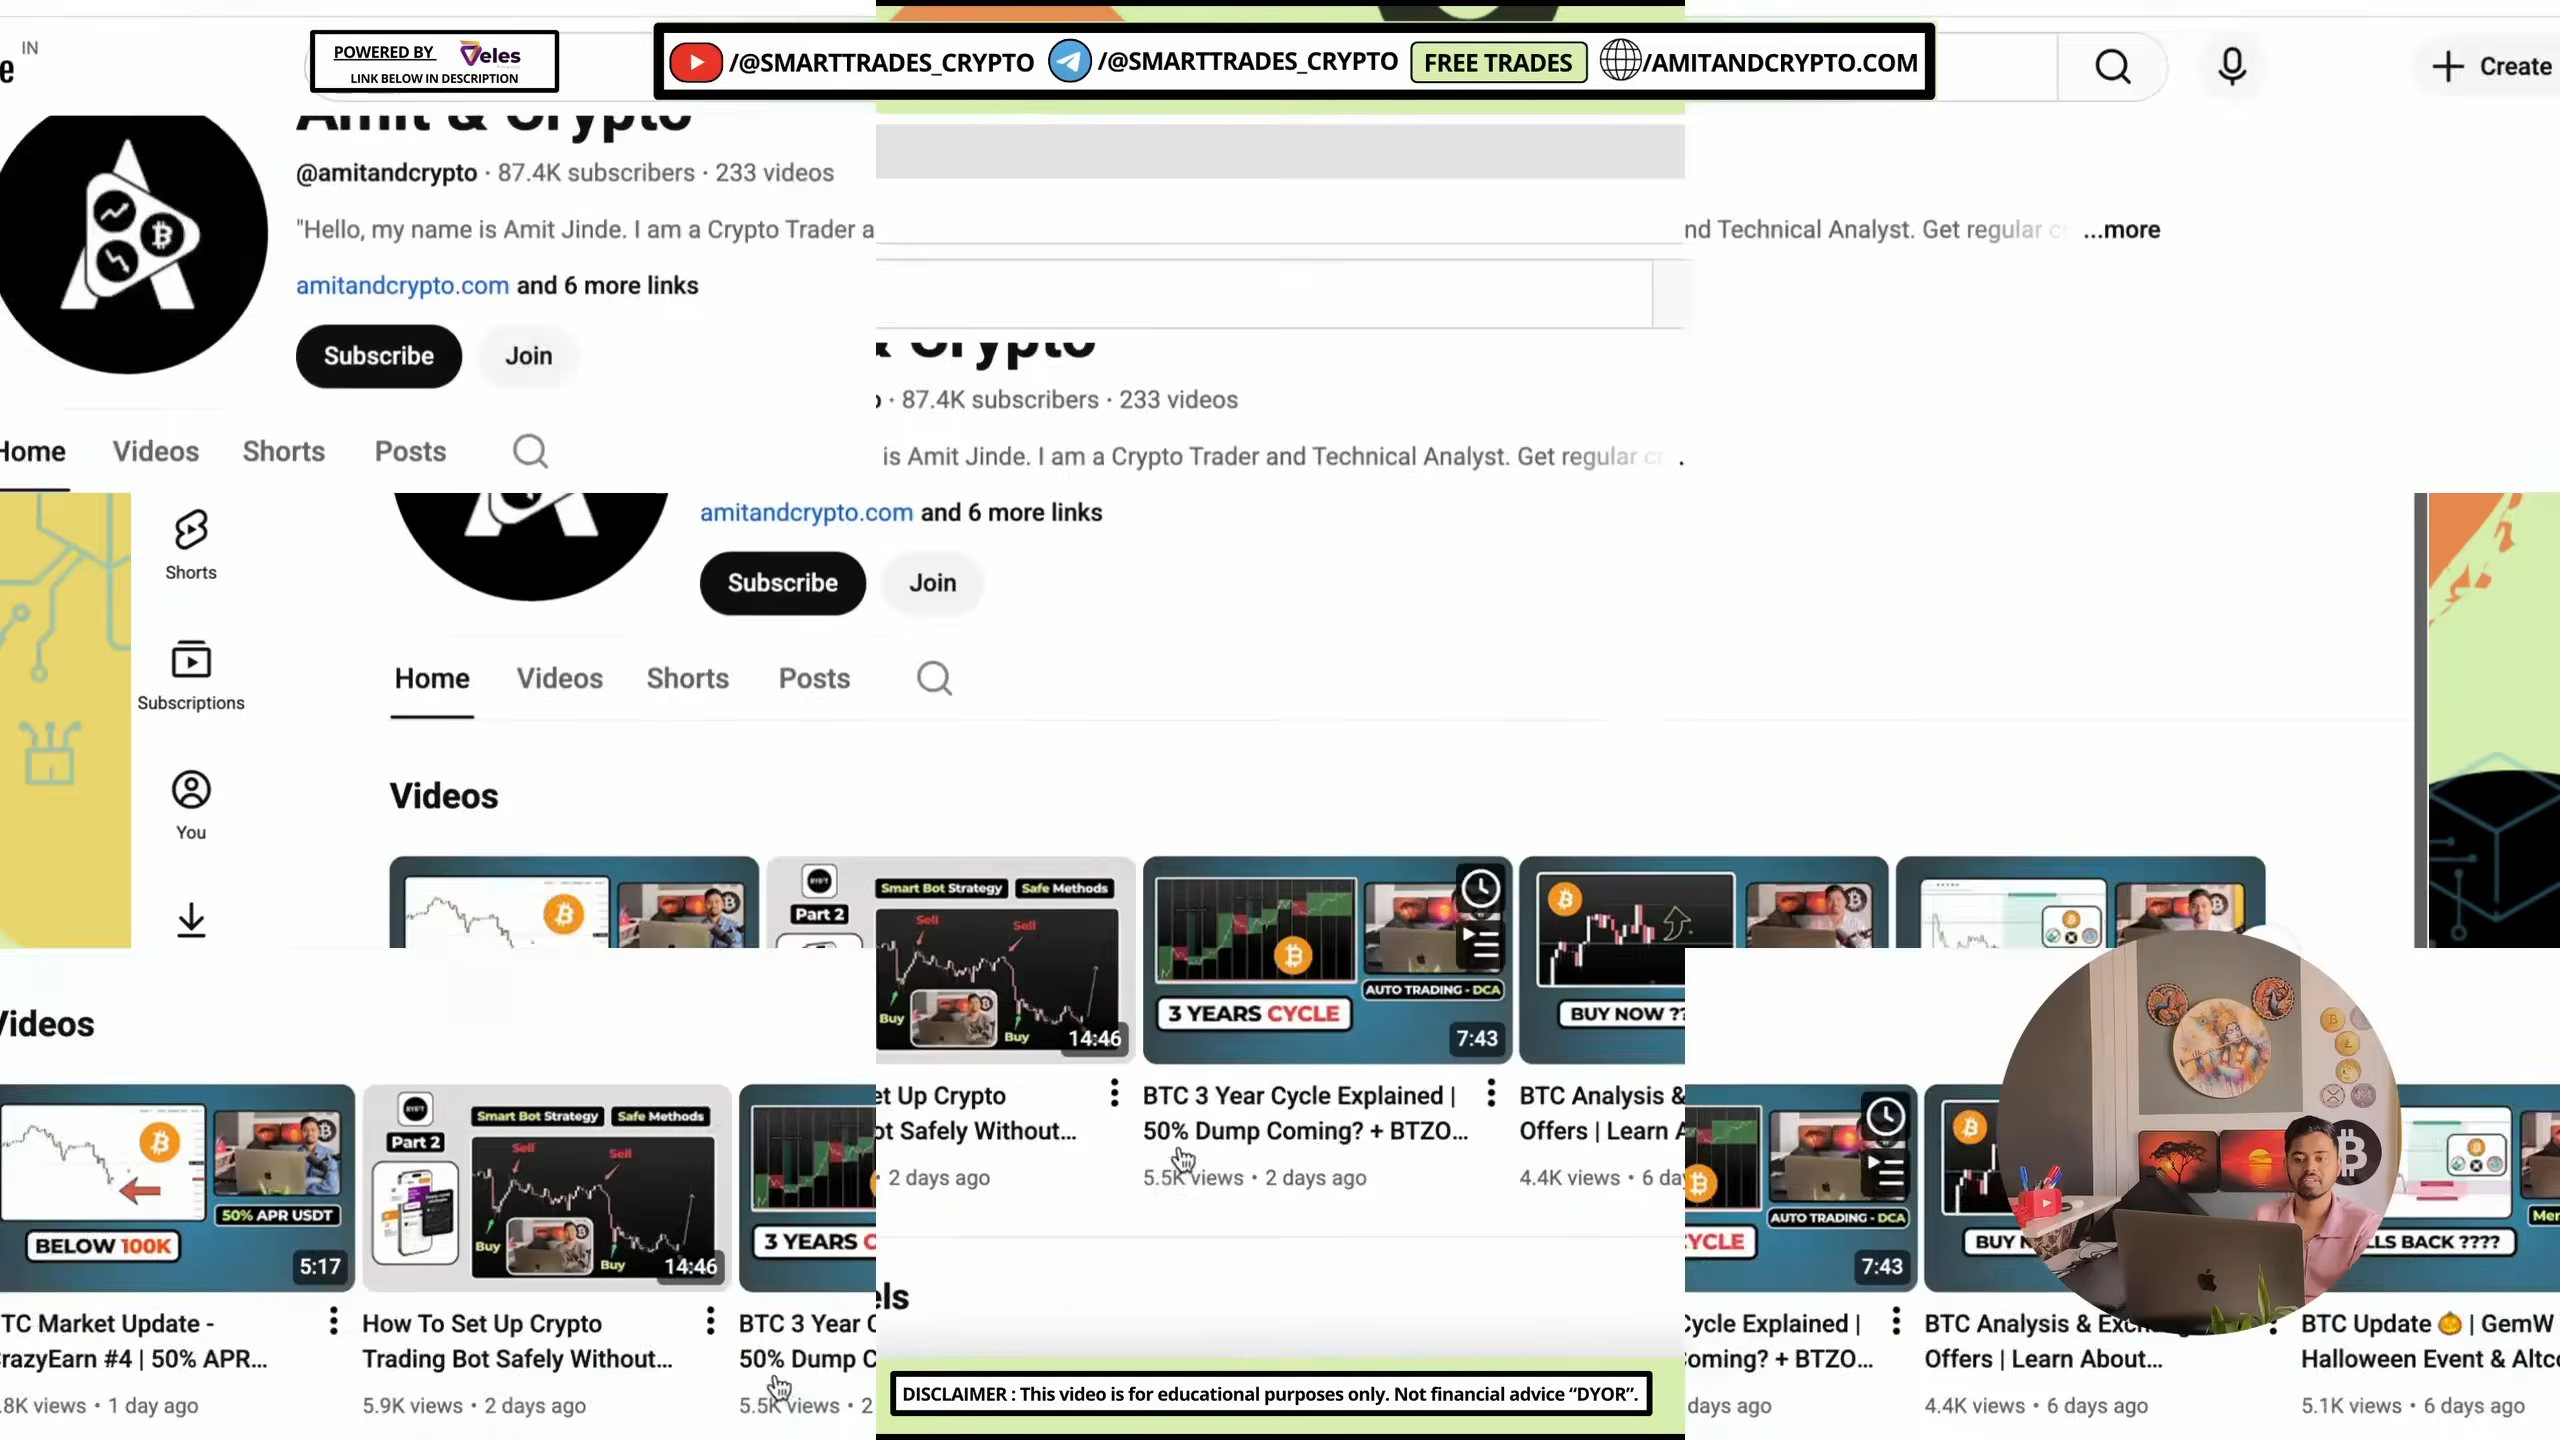 IN
e
POWERED BY Veles
LINK BELOW IN DESCRIPTION
/@SMARTTRADES_CRYPTO /@SMARTTRADES_CRYPTO FREE TRADES /AMITANDCRYPTO.COM
Create
Amit & Crypto
@amitandcrypto · 87.4K subscribers · 233 videos
"Hello, my name is Amit Jinde. I am a Crypto Trader a
nd Technical Analyst. Get regular c ...more
amitandcrypto.com and 6 more links
Subscribe Join
Home Videos Shorts Posts
& Crypto
· 87.4K subscribers · 233 videos
is Amit Jinde. I am a Crypto Trader and Technical Analyst. Get regular cr .
amitandcrypto.com and 6 more links
Subscribe Join
Home Videos Shorts Posts
Shorts
Subscriptions
You
Videos
Part 2
Smart Bot Strategy Safe Methods
Sell
Sell
Buy
Buy
14:46
AUTO TRADING - DCA
3 YEARS CYCLE
7:43
BUY NOW ??
et Up Crypto
ot Safely Without...
2 days ago
BTC 3 Year Cycle Explained |
50% Dump Coming? + BTZO...
5.5K views • 2 days ago
BTC Analysis &
Offers | Learn A
4.4K views • 6 da
els
Videos
50% APR USDT
BELOW 100K
5:17
TC Market Update -
razyEarn #4 | 50% APR...
.8K views • 1 day ago
Part 2
Smart Bot Strategy Safe Methods
Sell
Sell
Buy
Buy
14:46
How To Set Up Crypto
Trading Bot Safely Without...
5.9K views • 2 days ago
3 YEARS C
BTC 3 Year C
50% Dump C
5.5K views • 2
AUTO TRADING - DCA
YCLE
7:43
Cycle Explained |
oming? + BTZO...
days ago
BUY N
BTC Analysis & Exch
Offers | Learn About...
4.4K views • 6 days ago
LLS BACK ????
Mer
BTC Update 🎃 | GemW
Halloween Event & Altc
5.1K views • 6 days ago
DISCLAIMER : This video is for educational purposes only. Not financial advice “DYOR”.